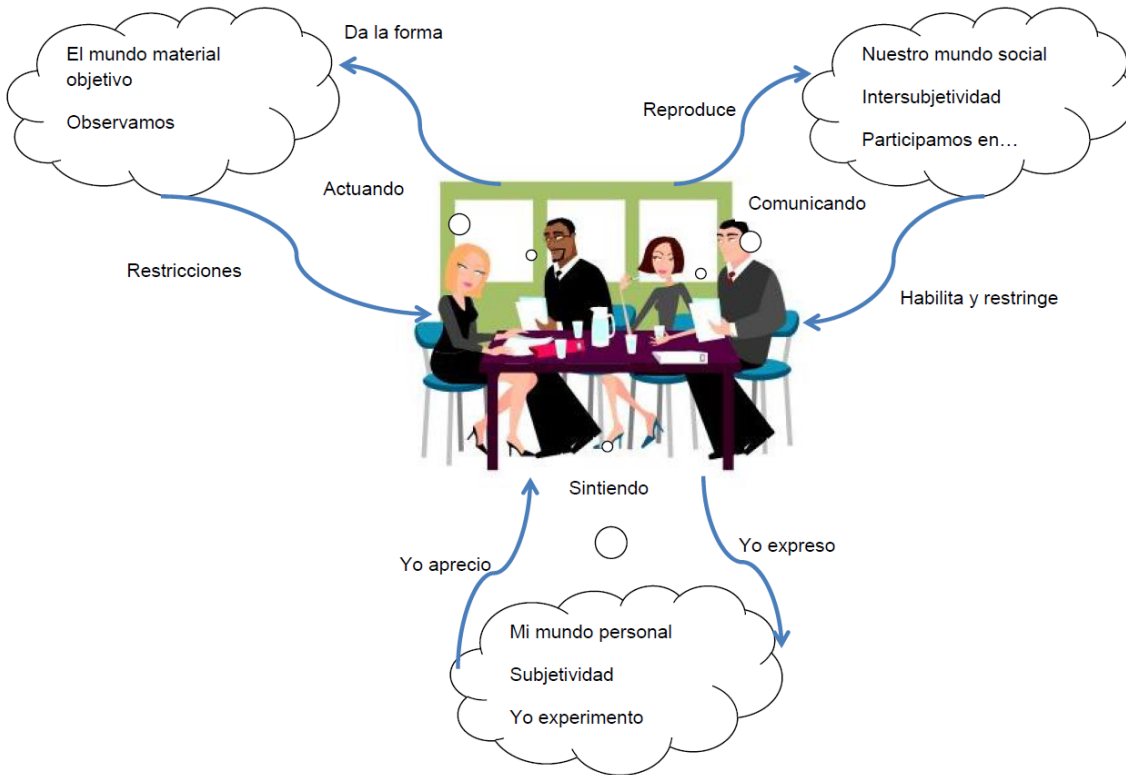 Da la forma
El mundo material
objetivo
Observamos
Nuestro mundo social
Intersubjetividad
Participamos en…
Reproduce
Actuando
Comunicando
Restricciones
Habilita y restringe
Sintiendo
Yo aprecio
Yo expreso
Mi mundo personal
Subjetividad
Yo experimento